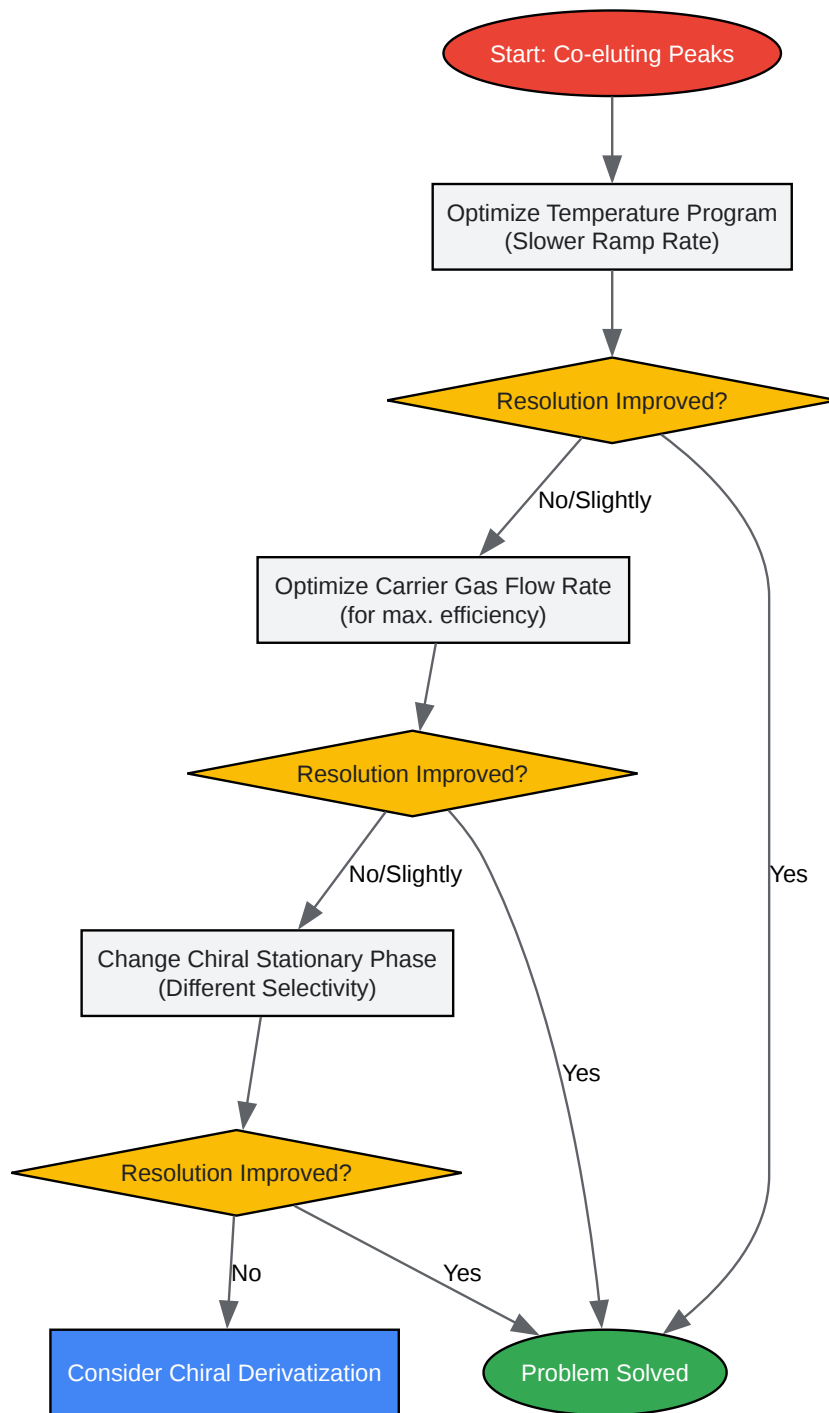 Start: Co-eluting Peaks
Optimize Temperature Program
(Slower Ramp Rate)
Resolution Improved?
No/Slightly
Optimize Carrier Gas Flow Rate
(for max. efficiency)
Resolution Improved?
No/Slightly
Yes
Change Chiral Stationary Phase
(Different Selectivity)
Yes
Resolution Improved?
No
Yes
Consider Chiral Derivatization
Problem Solved